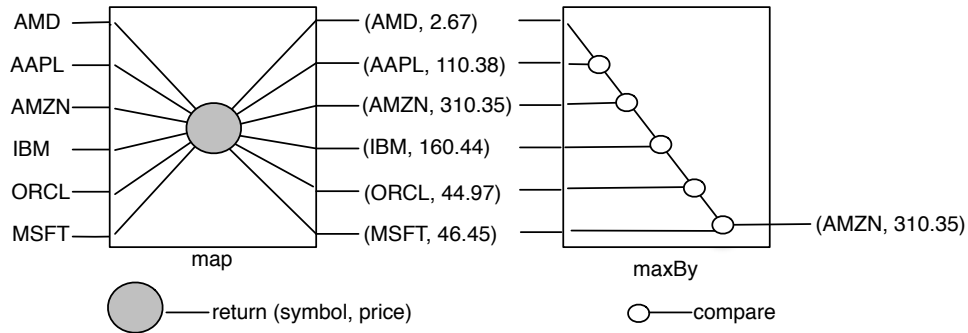 AMD
AAPL
AMZN
IBM
ORCL
MSFT
map
(AMD, 2.67)
(AAPL, 110.38)
(AMZN, 310.35)
(IBM, 160.44)
(ORCL, 44.97)
(MSFT, 46.45)
maxBy
(AMZN, 310.35)
return (symbol, price)
compare